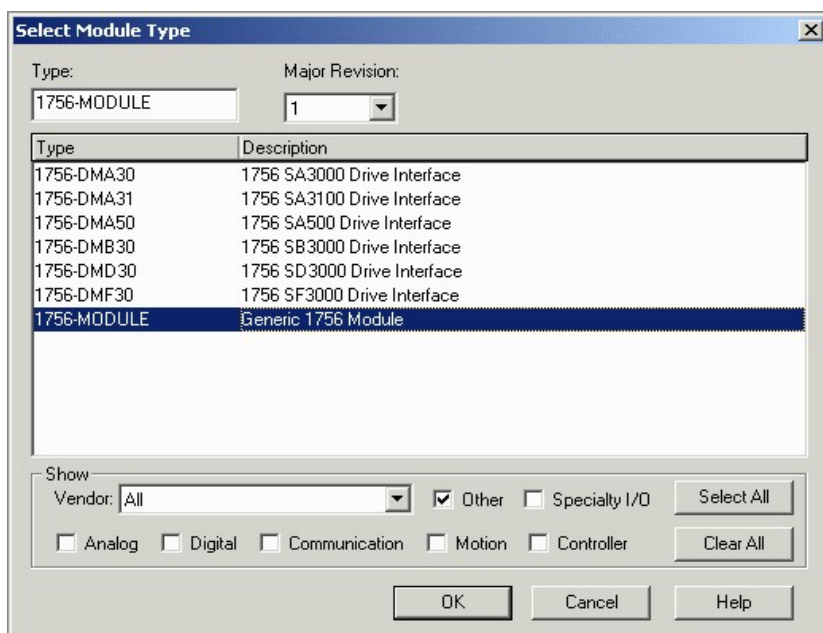 Select Module Type
Type: Major Revision:
1756-MODULE 1
Type Description
1756-DMA30 1756 SA3000 Drive Interface
1756-DMA31 1756 SA3100 Drive Interface
1756-DMA50 1756 SA500 Drive Interface
1756-DMB30 1756 SB3000 Drive Interface
1756-DMD30 1756 SD3000 Drive Interface
1756-DMF30 1756 SF3000 Drive Interface
1756-MODULE Generic 1756 Module
Show
Vendor: All Other Specialty I/O Select All
Analog Digital Communication Motion Controller Clear All
OK Cancel Help